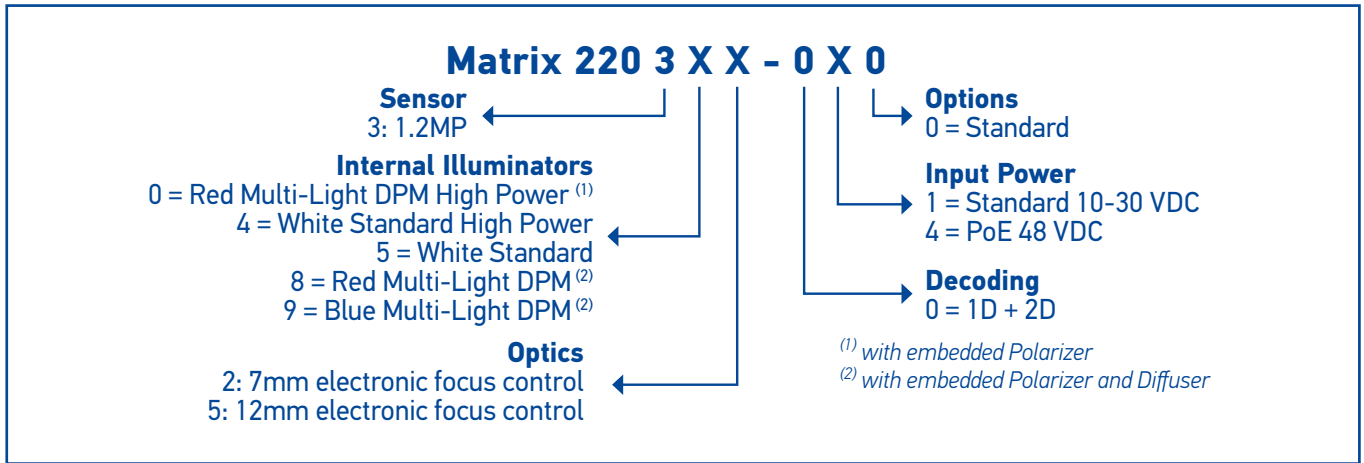 Matrix 220 3 X X - 0 X 0
Sensor
3: 1.2MP
Internal Illuminators
0 = Red Multi-Light DPM High Power (1)
4 = White Standard High Power
5 = White Standard
8 = Red Multi-Light DPM (2)
9 = Blue Multi-Light DPM (2)
Optics
2: 7mm electronic focus control
5: 12mm electronic focus control
Options
0 = Standard
Input Power
1 = Standard 10-30 VDC
4 = PoE 48 VDC
Decoding
0 = 1D + 2D
(1) with embedded Polarizer
(2) with embedded Polarizer and Diffuser